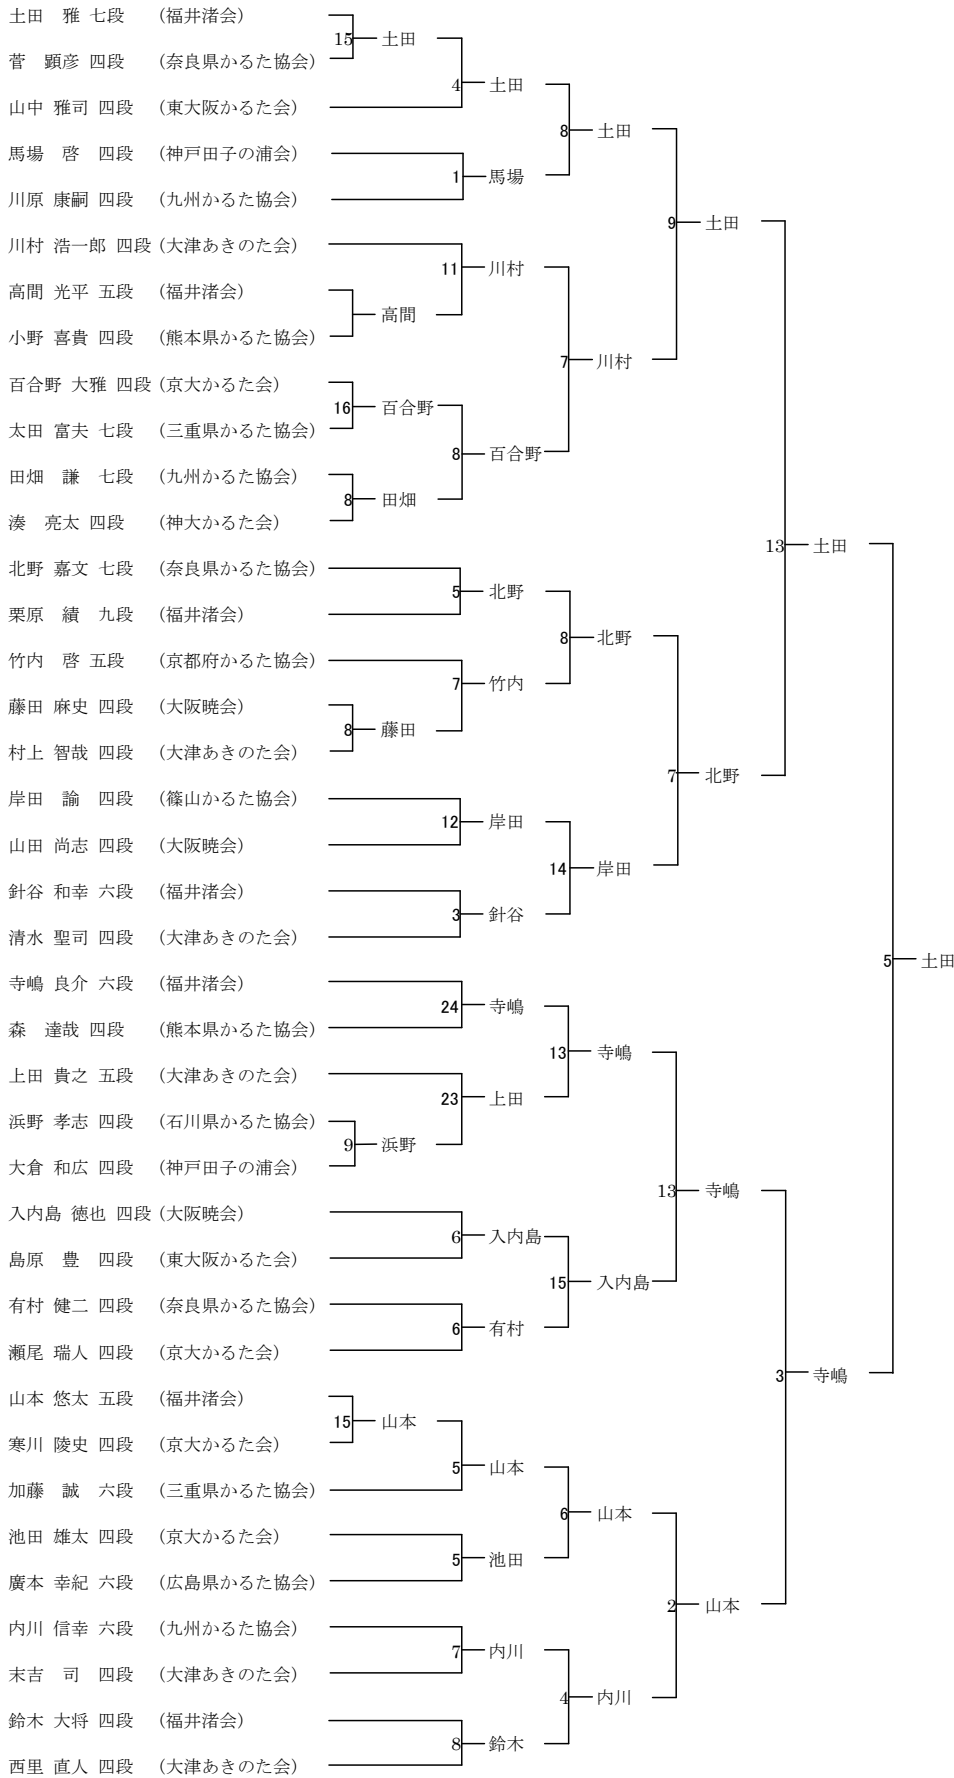 土田　雅 七段　（福井渚会）
15 土田
菅　顕彦 四段　（奈良県かるた協会）
4 土田
山中 雅司 四段　（東大阪かるた会）
8 土田
馬場　啓　四段　（神戸田子の浦会）
1 馬場
川原 康嗣 四段　（九州かるた協会）
9 土田
川村 浩一郎 四段（大津あきのた会）
11 川村
高間 光平 五段　（福井渚会）
高間
小野 喜貴 四段　（熊本県かるた協会）
7 川村
百合野 大雅 四段（京大かるた会）
16 百合野
太田 富夫 七段　（三重県かるた協会）
8 百合野
田畑　謙　七段　（九州かるた協会）
8 田畑
湊　亮太 四段　（神大かるた会）
13 土田
北野 嘉文 七段　（奈良県かるた協会）
5 北野
栗原　績　九段　（福井渚会）
8 北野
竹内　啓 五段　（京都府かるた協会）
7 竹内
藤田 麻史 四段　（大阪暁会）
8 藤田
村上 智哉 四段　（大津あきのた会）
7 北野
岸田　諭　四段　（篠山かるた協会）
12 岸田
山田 尚志 四段　（大阪暁会）
14 岸田
針谷 和幸 六段　（福井渚会）
3 針谷
清水 聖司 四段　（大津あきのた会）
5 土田
寺嶋 良介 六段　（福井渚会）
24 寺嶋
森　達哉 四段　（熊本県かるた協会）
13 寺嶋
上田 貴之 五段　（大津あきのた会）
23 上田
浜野 孝志 四段　（石川県かるた協会）
9 浜野
大倉 和広 四段　（神戸田子の浦会）
13 寺嶋
入内島 徳也 四段（大阪暁会）
6 入内島
島原　豊　四段　（東大阪かるた会）
15 入内島
有村 健二 四段　（奈良県かるた協会）
6 有村
瀬尾 瑞人 四段　（京大かるた会）
3 寺嶋
山本 悠太 五段　（福井渚会）
15 山本
寒川 陵史 四段　（京大かるた会）
5 山本
加藤　誠　六段　（三重県かるた協会）
6 山本
池田 雄太 四段　（京大かるた会）
5 池田
廣本 幸紀 六段　（広島県かるた協会）
2 山本
内川 信幸 六段　（九州かるた協会）
7 内川
末吉　司　四段　（大津あきのた会）
4 内川
鈴木 大将 四段　（福井渚会）
8 鈴木
西里 直人 四段　（大津あきのた会）